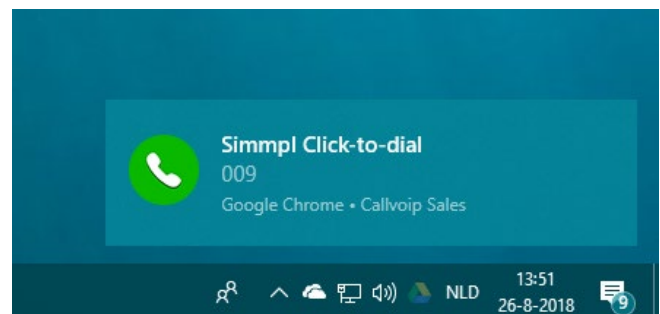 Simmpl Click-to-dial
009
Google Chrome • Callvoip Sales
NLD
13:51
26-8-2018
9